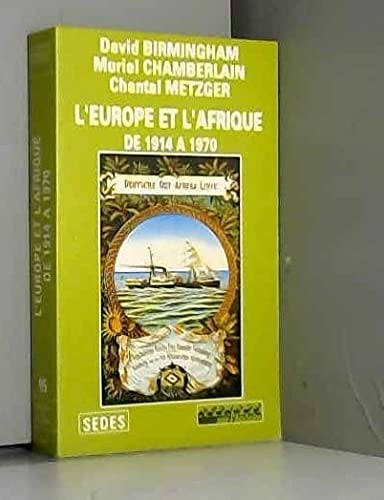 David BIRMINGHAM
Muriel CHAMBERLAIN
Chantal METZGER
L'EUROPE ET L'AFRIQUE
DE 1914 A 1970
DEUTSCHE OST AFRIKA LINIE
SEDES
L'EUROPE ET L'AFRIQUE
DE 1914 A 1970